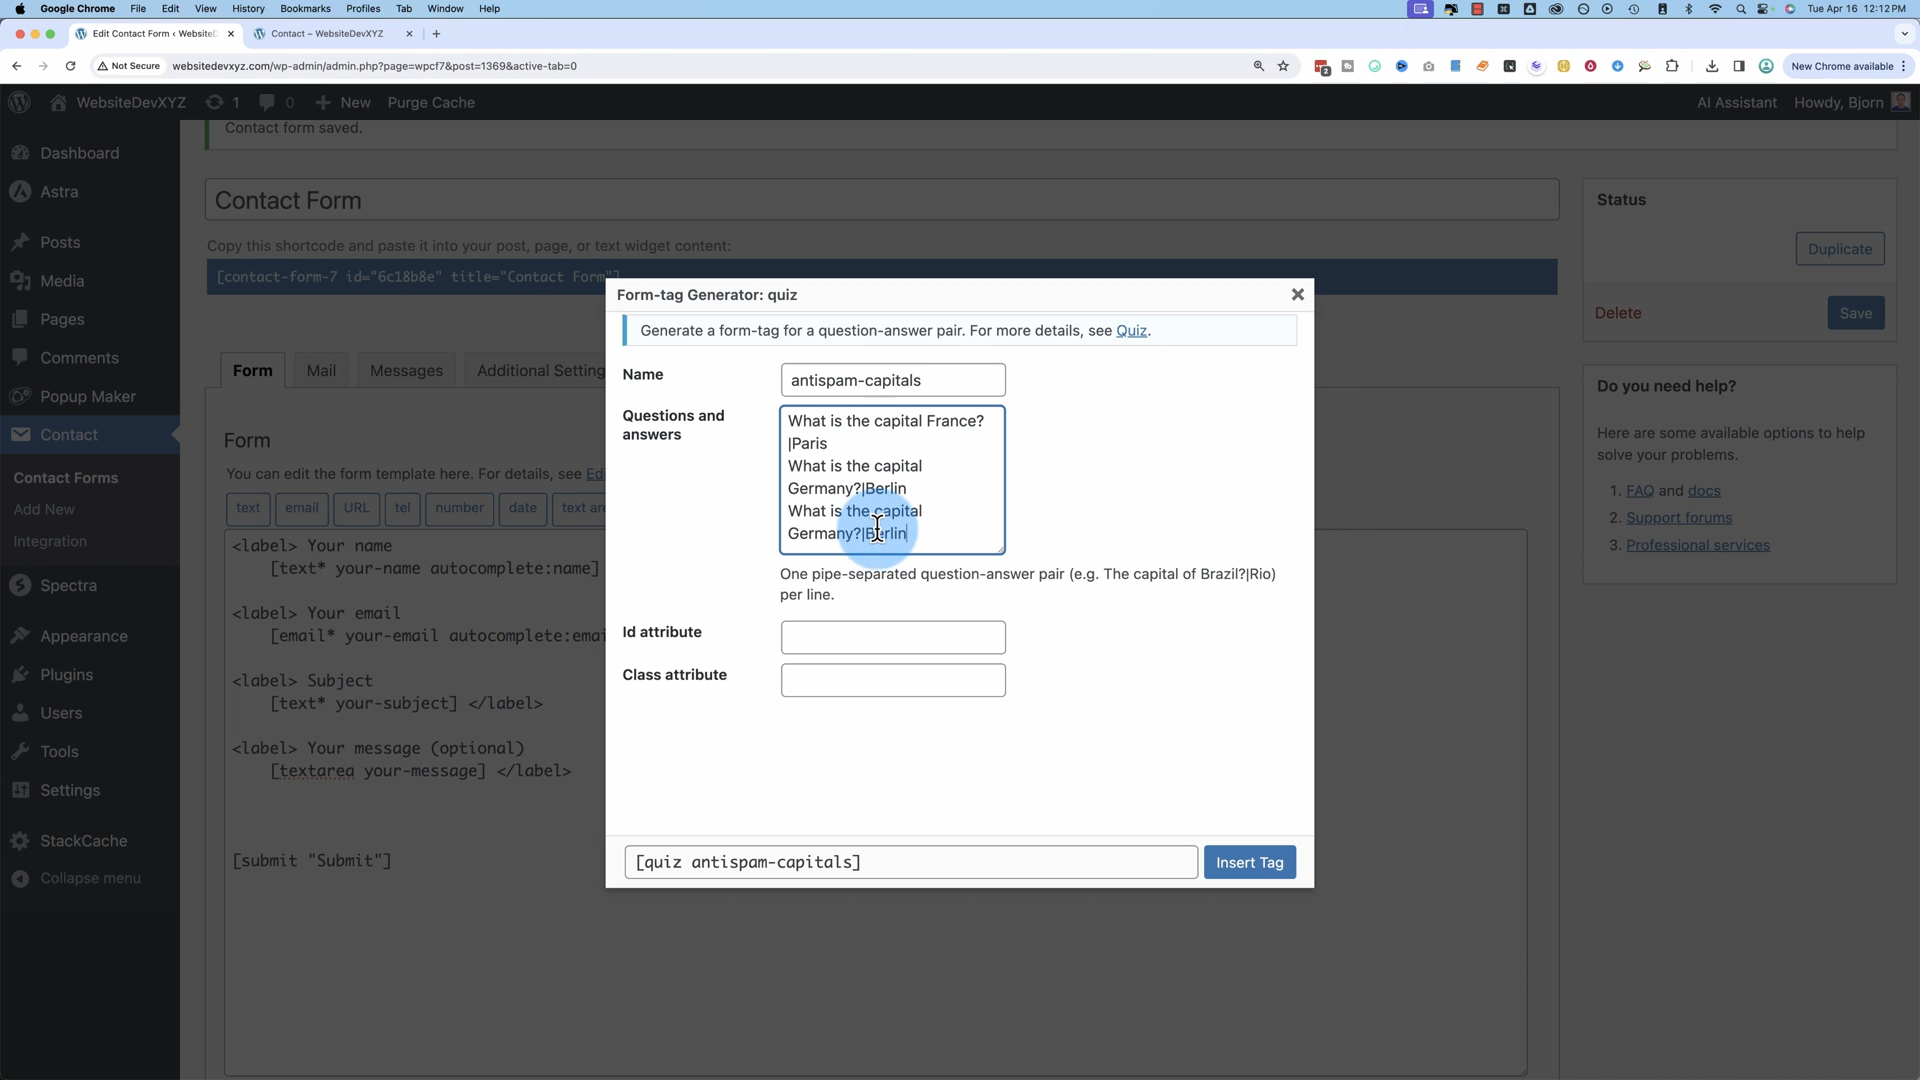 Google Chrome File Edit View History Bookmarks Profiles Tab Window Help
Tue Apr 16 12:12 PM
Edit Contact Form ‹ WebsiteD
Contact – WebsiteDevXYZ
Not Secure
websitedevxyz.com/wp-admin/admin.php?page=wpcf7&post=1369&active-tab=0
2
New Chrome available
WebsiteDevXYZ
1
0
New
Purge Cache
AI Assistant
Howdy, Bjorn
Contact form saved.
Dashboard
Astra
Posts
Media
Pages
Comments
Popup Maker
Contact
Contact Forms
Add New
Integration
Spectra
Appearance
Plugins
Users
Tools
Settings
StackCache
Collapse menu
Contact Form
Copy this shortcode and paste it into your post, page, or text widget content:
[contact-form-7 id="6c18b8e" title="Contact Form"]
Form
Mail
Messages
Additional Setting
Form
You can edit the form template here. For details, see Edi
text
email
URL
tel
number
date
text are
<label> Your name
[text* your-name autocomplete:name]
<label> Your email
[email* your-email autocomplete:emai
<label> Subject
[text* your-subject] </label>
<label> Your message (optional)
[textarea your-message] </label>
[submit "Submit"]
Form-tag Generator: quiz
Generate a form-tag for a question-answer pair. For more details, see Quiz.
Name
antispam-capitals
Questions and
answers
What is the capital France?
|Paris
What is the capital
Germany?|Berlin
What is the capital
Germany?|Berlin
One pipe-separated question-answer pair (e.g. The capital of Brazil?|Rio)
per line.
Id attribute
Class attribute
[quiz antispam-capitals]
Insert Tag
Status
Duplicate
Delete
Save
Do you need help?
Here are some available options to help
solve your problems.
1. FAQ and docs
2. Support forums
3. Professional services